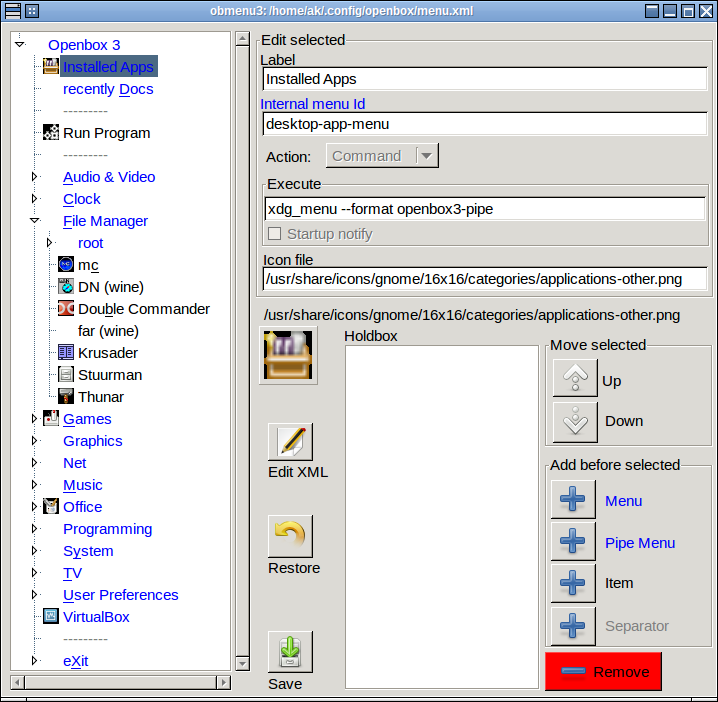 obmenu3: /home/ak/.config/openbox/menu.xml
Openbox 3
Installed Apps
recently Docs
---------
Run Program
---------
Audio & Video
Clock
File Manager
root
mc
DN (wine)
Double Commander
far (wine)
Krusader
Stuurman
Thunar
Games
Graphics
Net
Music
Office
Programming
System
TV
User Preferences
VirtualBox
---------
eXit
Edit selected
Label
Installed Apps
Internal menu Id
desktop-app-menu
Action: Command
Execute
xdg_menu --format openbox3-pipe
Startup notify
Icon file
/usr/share/icons/gnome/16x16/categories/applications-other.png
/usr/share/icons/gnome/16x16/categories/applications-other.png
Edit XML
Restore
Save
Holdbox
Move selected
Up
Down
Add before selected
Menu
Pipe Menu
Item
Separator
Remove